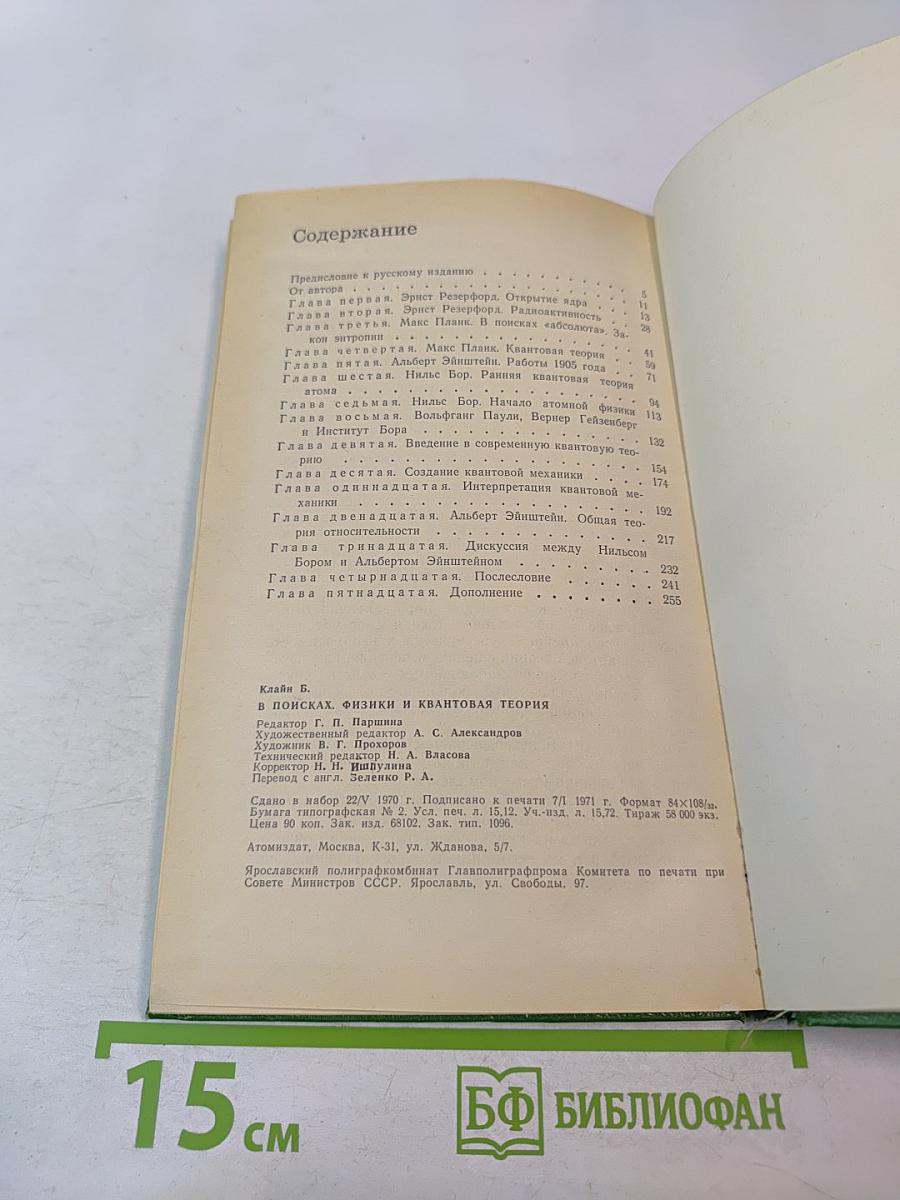 Содержание
Предисловие к русскому изданию . . . . . . . . . . 5
От автора . . . . . . . . . . . . . . . . . . . . 11
Глава первая. Эрнст Резерфорд. Открытие ядра . . . 13
Глава вторая. Эрнст Резерфорд. Радиоактивность . . 28
Глава третья. Макс Планк. В поисках «абсолюта». За-
кон энтропии . . . . . . . . . . . . . . . . . 41
Глава четвертая. Макс Планк. Квантовая теория . . 59
Глава пятая. Альберт Эйнштейн. Работы 1905 года . . 71
Глава шестая. Нильс Бор. Ранняя квантовая теория
атома . . . . . . . . . . . . . . . . . . . . 94
Глава седьмая. Нильс Бор. Начало атомной физики 113
Глава восьмая. Вольфганг Паули, Вернер Гейзенберг
и Институт Бора . . . . . . . . . . . . . . . 132
Глава девятая. Введение в современную квантовую тео-
рию . . . . . . . . . . . . . . . . . . . . . 154
Глава десятая. Создание квантовой механики . . . . 174
Глава одиннадцатая. Интерпретация квантовой ме-
ханики . . . . . . . . . . . . . . . . . . . 192
Глава двенадцатая. Альберт Эйнштейн. Общая тео-
рия относительности . . . . . . . . . . . . . 217
Глава тринадцатая. Дискуссия между Нильсом
Бором и Альбертом Эйнштейном . . . . . . . . . 232
Глава четырнадцатая. Послесловие . . . . . . 241
Глава пятнадцатая. Дополнение . . . . . . . . 255
Клайн Б.
В ПОИСКАХ. ФИЗИКИ И КВАНТОВАЯ ТЕОРИЯ
Редактор Г. П. Паршина
Художественный редактор А. С. Александров
Художник В. Г. Прохоров
Технический редактор Н. А. Власова
Корректор Н. Н. Ишпулина
Перевод с англ. Зеленко Р. А.
Сдано в набор 22/V 1970 г. Подписано к печати 7/I 1971 г. Формат 84×108/32.
Бумага типографская № 2. Усл. печ. л. 15,12. Уч.-изд. л. 15,72. Тираж 58 000 экз.
Цена 90 коп. Зак. изд. 68102. Зак. тип. 1096.
Атомиздат, Москва, К-31, ул. Жданова, 5/7.
Ярославский полиграфкомбинат Главполиграфпрома Комитета по печати при
Совете Министров СССР. Ярославль, ул. Свободы, 97.
15 см
БФ БИБЛИОФАН